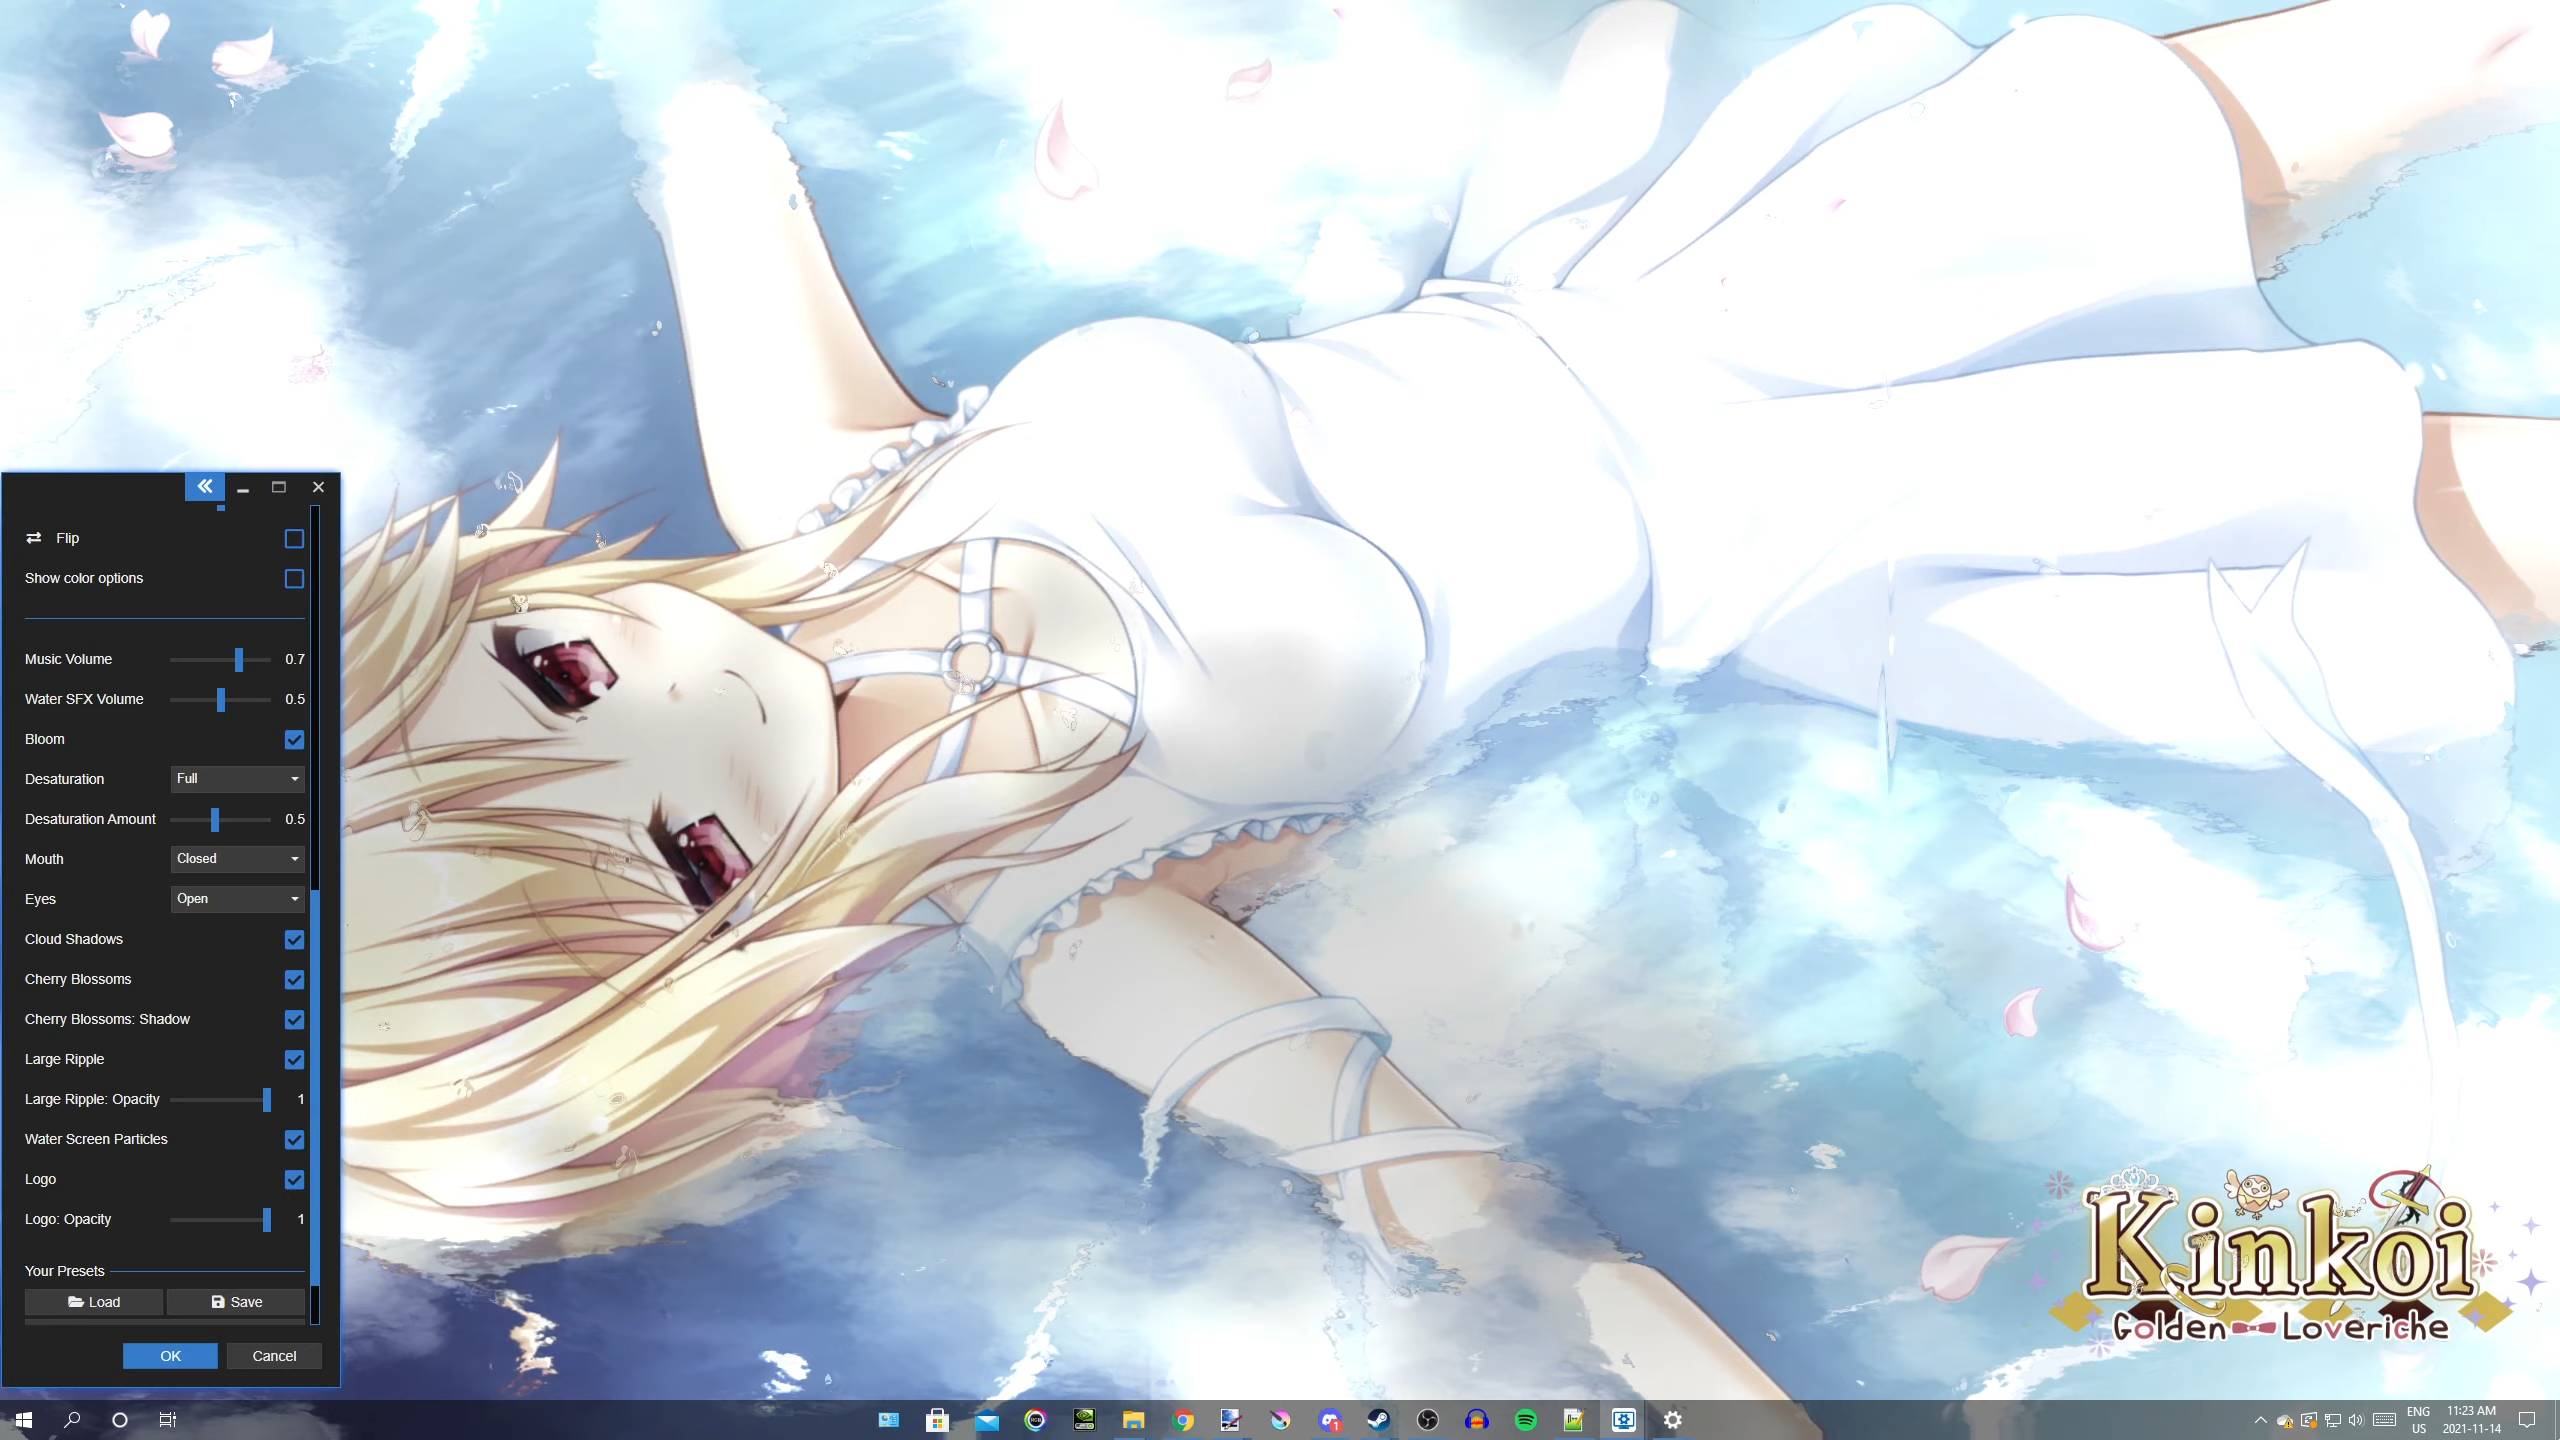 Flip
Show color options
Music Volume 0.7
Water SFX Volume 0.5
Bloom
Desaturation Full
Desaturation Amount 0.5
Mouth Closed
Eyes Open
Cloud Shadows
Cherry Blossoms
Cherry Blossoms: Shadow
Large Ripple
Large Ripple: Opacity 1
Water Screen Particles
Logo
Logo: Opacity 1
Your Presets
Load Save
OK Cancel
Kinkoi
Golden Loveriche
ENG
US
11:23 AM
2021-11-14
1